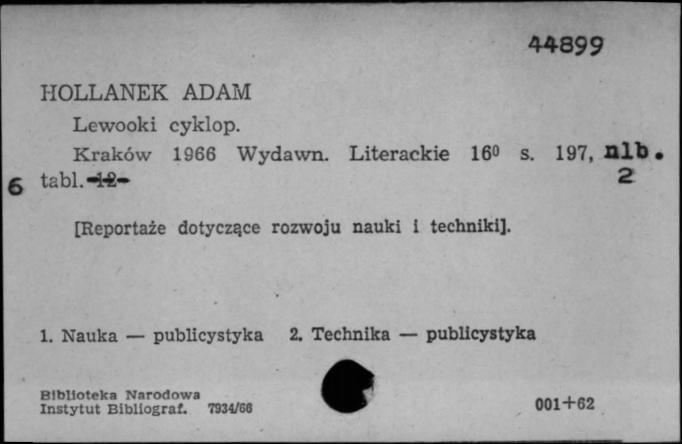 44899
HOLLANEK ADAM
Lewooki cyklop.
Kraków 1966 Wydawn. Literackie 16⁰ s. 197, nlb. 2
6 tabl. 12
[Reportaże dotyczące rozwoju nauki i techniki].
1. Nauka — publicystyka 2. Technika — publicystyka
Biblioteka Narodowa
Instytut Bibliograf. 7934/66
001+62